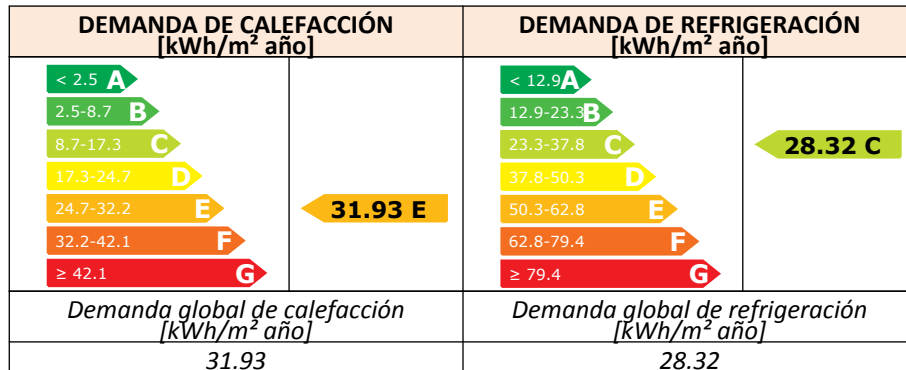 DEMANDA DE CALEFACCIÓN
[kWh/m² año]
< 2.5 A
2.5-8.7 B
8.7-17.3 C
17.3-24.7 D
24.7-32.2 E
32.2-42.1 F
≥ 42.1 G
31.93 E
Demanda global de calefacción
[kWh/m² año]
31.93
DEMANDA DE REFRIGERACIÓN
[kWh/m² año]
< 12.9 A
12.9-23.3 B
23.3-37.8 C
37.8-50.3 D
50.3-62.8 E
62.8-79.4 F
≥ 79.4 G
28.32 C
Demanda global de refrigeración
[kWh/m² año]
28.32